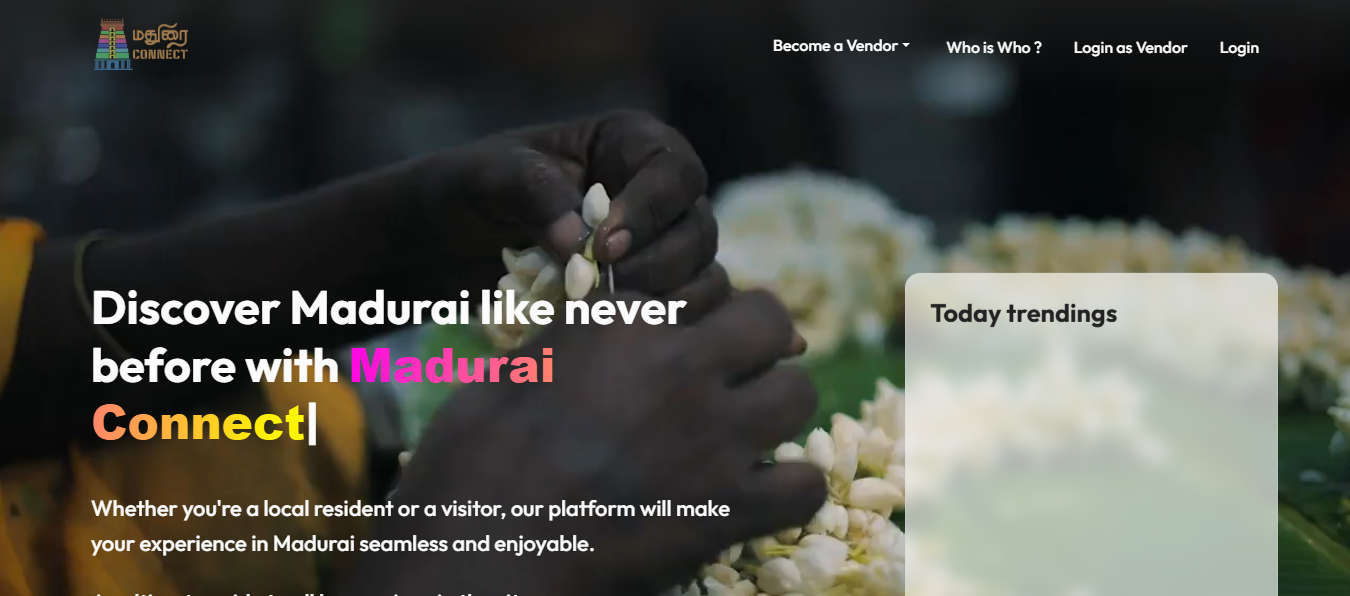 மதுரை
CONNECT
Become a Vendor
Who is Who ?
Login as Vendor
Login
Discover Madurai like never
before with Madurai
Connect|
Whether you're a local resident or a visitor, our platform will make
your experience in Madurai seamless and enjoyable.
Today trendings